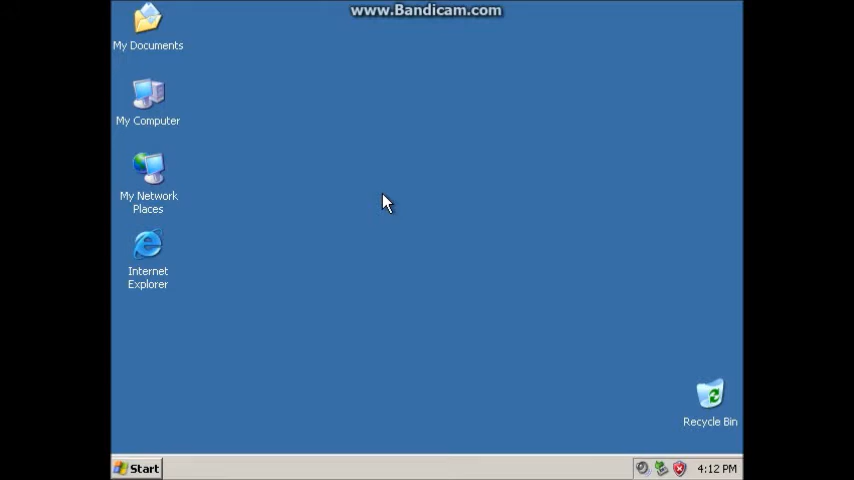 www.Bandicam.com
My Documents
My Computer
My Network
Places
Internet
Explorer
Recycle Bin
Start
4:12 PM